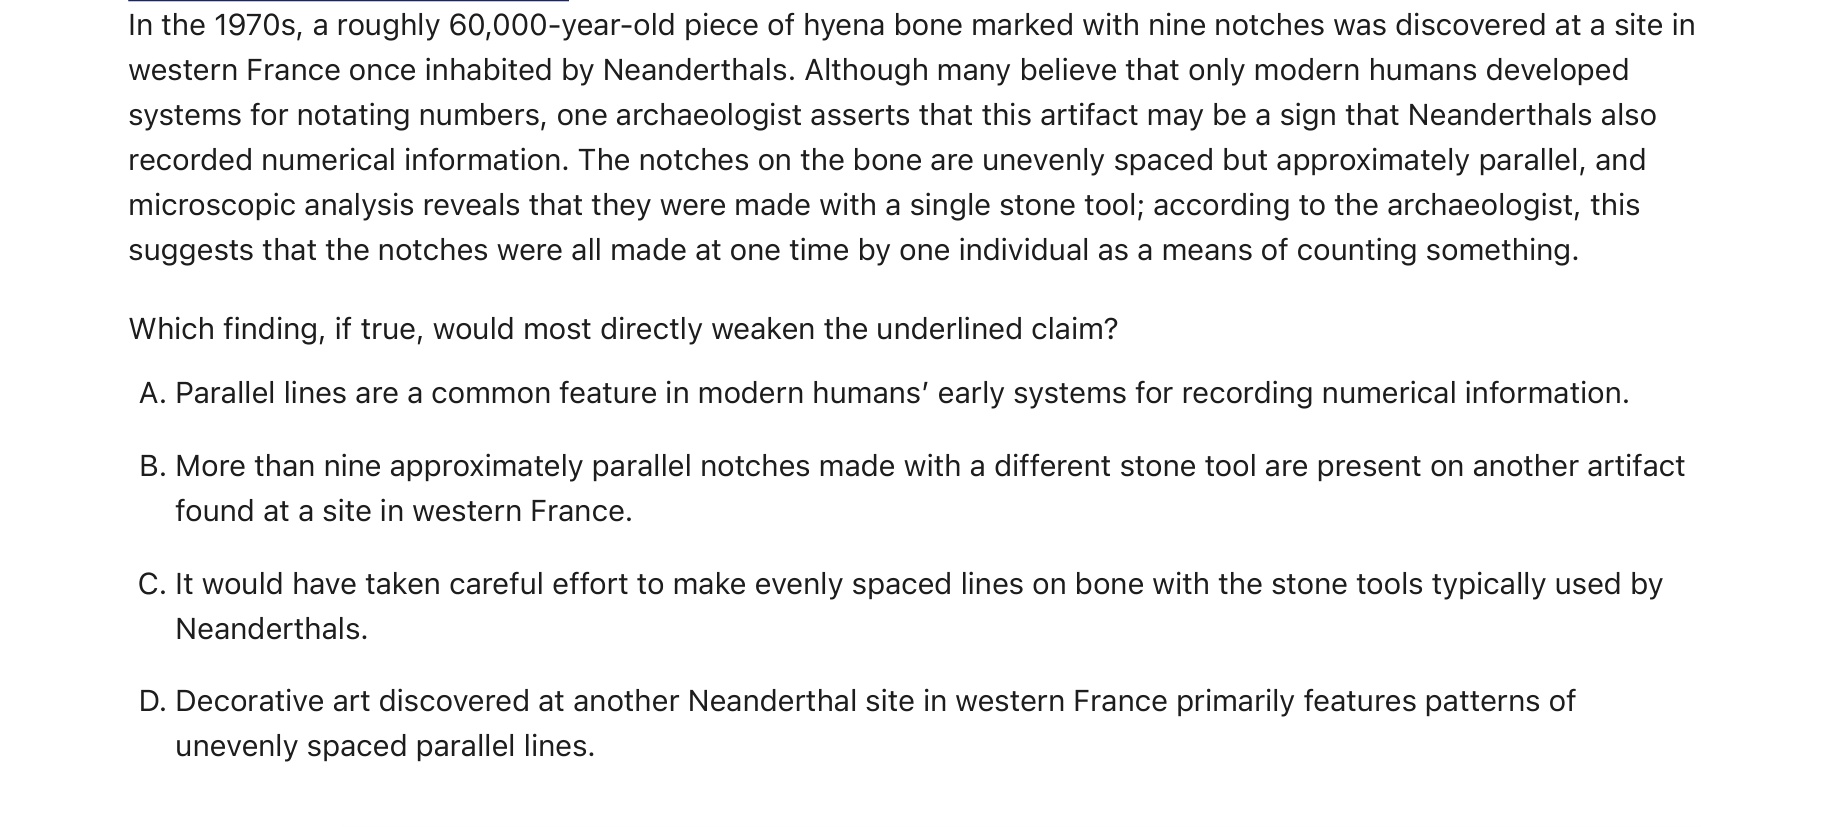 In the 1970s, a roughly 60,000-year-old piece of hyena bone marked with nine notches was discovered at a site in
western France once inhabited by Neanderthals. Although many believe that only modern humans developed
systems for notating numbers, one archaeologist asserts that this artifact may be a sign that Neanderthals also
recorded numerical information. The notches on the bone are unevenly spaced but approximately parallel, and
microscopic analysis reveals that they were made with a single stone tool; according to the archaeologist, this
suggests that the notches were all made at one time by one individual as a means of counting something.
Which finding, if true, would most directly weaken the underlined claim?
A. Parallel lines are a common feature in modern humans’ early systems for recording numerical information.
B. More than nine approximately parallel notches made with a different stone tool are present on another artifact
found at a site in western France.
C. It would have taken careful effort to make evenly spaced lines on bone with the stone tools typically used by
Neanderthals.
D. Decorative art discovered at another Neanderthal site in western France primarily features patterns of
unevenly spaced parallel lines.